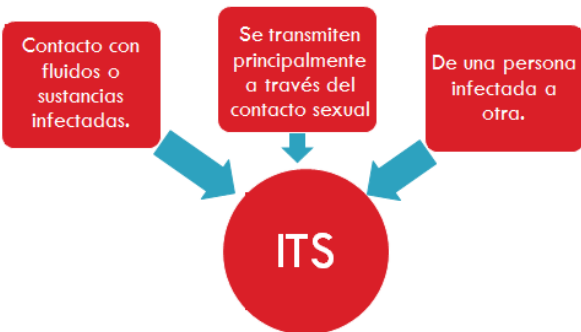 Contacto con
fluidos o
sustancias
infectadas.
Se transmiten
principalmente
a través del
contacto sexual
De una persona
infectada a
otra.
ITS